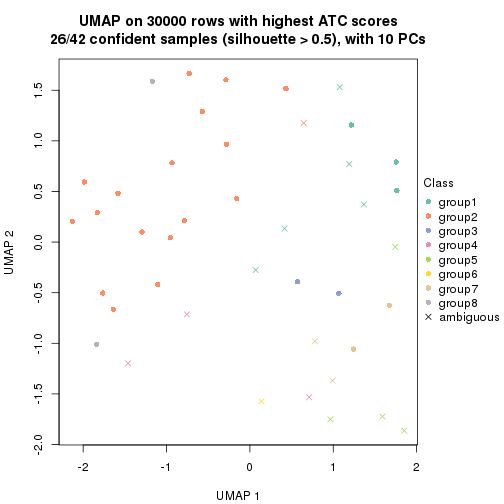 UMAP on 30000 rows with highest ATC scores
26/42 confident samples (silhouette > 0.5), with 10 PCs
UMAP 2
1.5
1.0
0.5
0.0
-0.5
-1.0
-1.5
-2.0
-2
-1
0
1
2
UMAP 1
Class
group1
group2
group3
group4
group5
group6
group7
group8
ambiguous